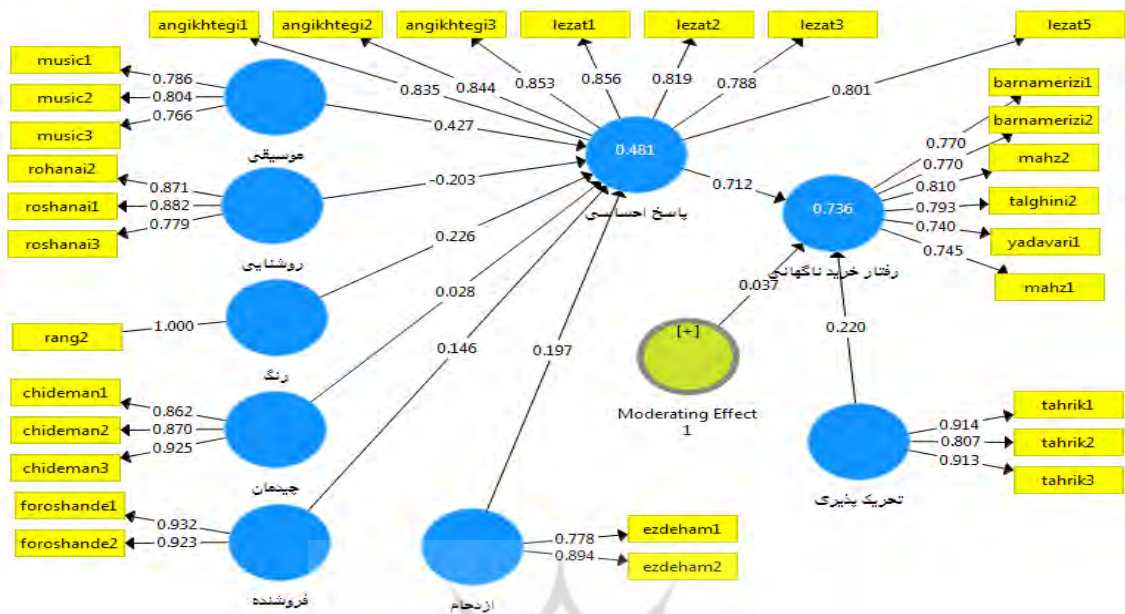 angikhtegi1 angikhtegi2 angikhtegi3 lezat1 lezat2 lezat3 lezat5
0.835 0.844 0.853 0.856 0.819 0.788 0.801
music1
music2
music3
0.786
0.804
0.766
موسیقی
0.427
rohanai2
roshanai1
roshanai3
0.871
0.882
0.779
روشنایی
-0.203
rang2
1.000
رنگ
0.226
chideman1
chideman2
chideman3
0.862
0.870
0.925
چیدمان
0.028
foroshande1
foroshande2
0.932
0.923
فروشنده
0.146
ازدحام
0.197
0.778
0.894
ezdeham1
ezdeham2
0.481
پاسخ احساسی
0.712
0.736
رفتار خرید ناگهانی
0.770
0.770
0.810
0.793
0.740
0.745
barnamerizi1
barnamerizi2
mahz2
talghini2
yadavari1
mahz1
0.037
[+]
Moderating Effect
1
0.220
تحریک پذیری
0.914
0.807
0.913
tahrik1
tahrik2
tahrik3